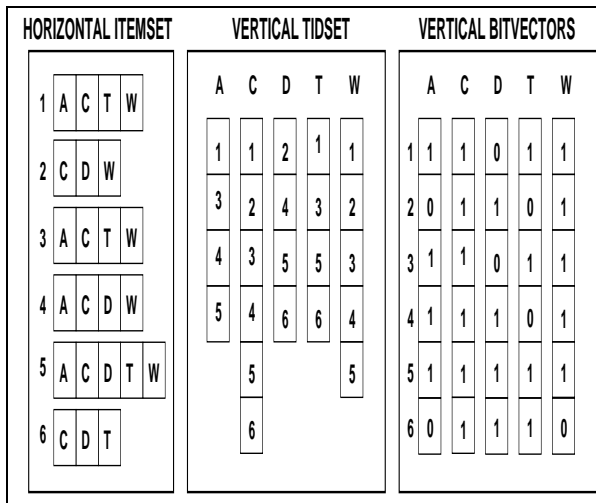 HORIZONTAL ITEMSET
1 A C T W
2 C D W
3 A C T W
4 A C D W
5 A C D T W
6 C D T
VERTICAL TIDSET
A C D T W
1 1 2 1 1
3 2 4 3 2
4 3 5 5 3
5 4 6 6 4
5 5
6
VERTICAL BITVECTORS
A C D T W
1 1 1 0 1 1
2 0 1 1 0 1
3 1 1 0 1 1
4 1 1 1 0 1
5 1 1 1 1 1
6 0 1 1 1 0